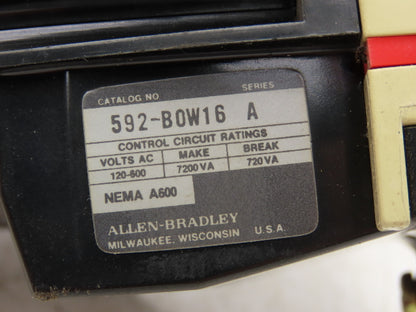 CATALOG NO SERIES
592-BOW16 A
CONTROL CIRCUIT RATINGS
VOLTS AC MAKE BREAK
120-600 7200VA 720VA
NEMA A600
ALLEN-BRADLEY
MILWAUKEE, WISCONSIN U.S.A.